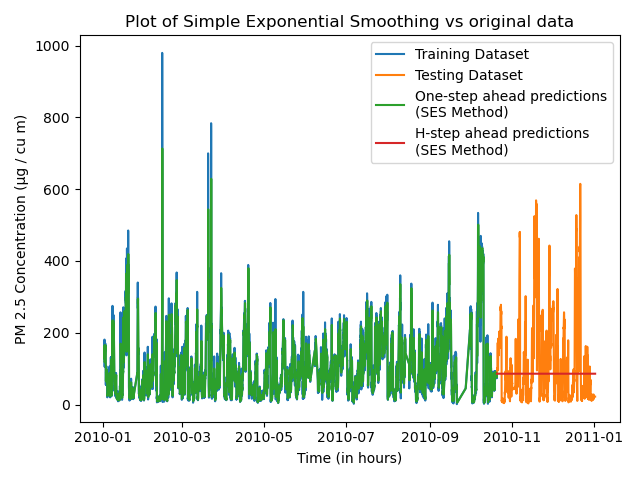 Plot of Simple Exponential Smoothing vs original data
Training Dataset
Testing Dataset
One-step ahead predictions
(SES Method)
H-step ahead predictions
(SES Method)
PM 2.5 Concentration (μg / cu m)
1000
800
600
400
200
0
2010-01 2010-03 2010-05 2010-07 2010-09 2010-11 2011-01
Time (in hours)